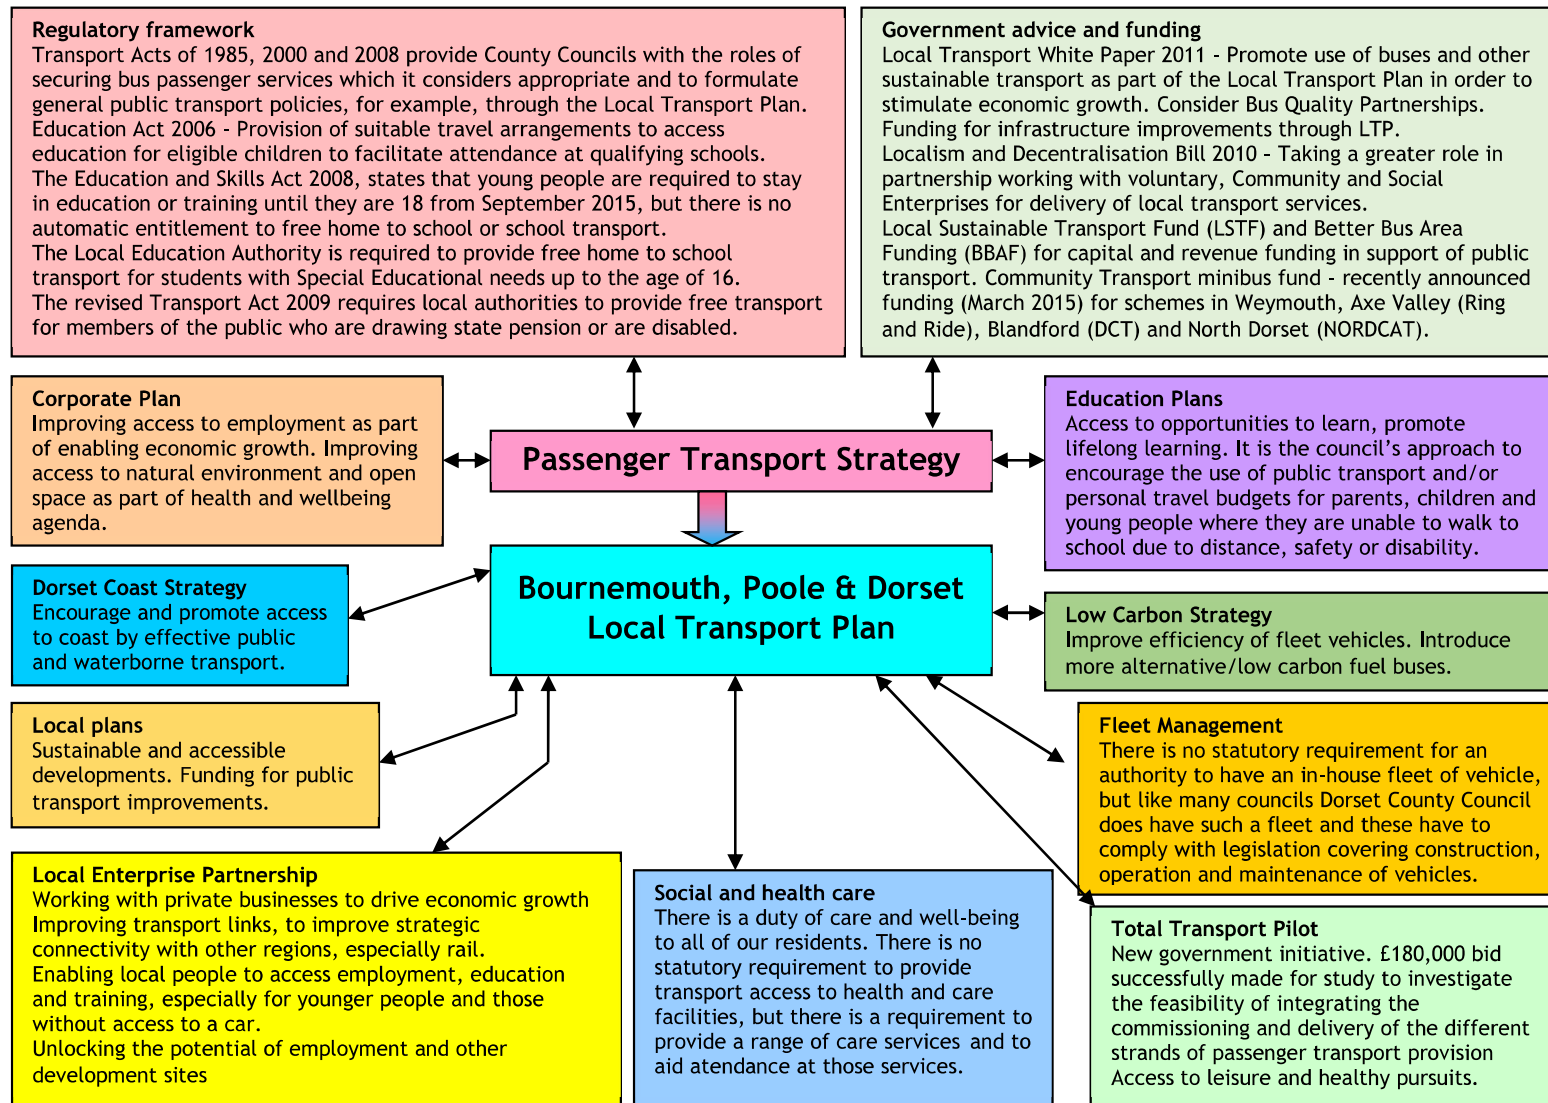 Regulatory framework
Transport Acts of 1985, 2000 and 2008 provide County Councils with the roles of
securing bus passenger services which it considers appropriate and to formulate
general public transport policies, for example, through the Local Transport Plan.
Education Act 2006 - Provision of suitable travel arrangements to access
education for eligible children to facilitate attendance at qualifying schools.
The Education and Skills Act 2008, states that young people are required to stay
in education or training until they are 18 from September 2015, but there is no
automatic entitlement to free home to school or school transport.
The Local Education Authority is required to provide free home to school
transport for students with Special Educational needs up to the age of 16.
The revised Transport Act 2009 requires local authorities to provide free transport
for members of the public who are drawing state pension or are disabled.
Government advice and funding
Local Transport White Paper 2011 - Promote use of buses and other
sustainable transport as part of the Local Transport Plan in order to
stimulate economic growth. Consider Bus Quality Partnerships.
Funding for infrastructure improvements through LTP.
Localism and Decentralisation Bill 2010 – Taking a greater role in
partnership working with voluntary, Community and Social
Enterprises for delivery of local transport services.
Local Sustainable Transport Fund (LSTF) and Better Bus Area
Funding (BBAF) for capital and revenue funding in support of public
transport. Community Transport minibus fund - recently announced
funding (March 2015) for schemes in Weymouth, Axe Valley (Ring
and Ride), Blandford (DCT) and North Dorset (NORDCAT).
Corporate Plan
Improving access to employment as part
of enabling economic growth. Improving
access to natural environment and open
space as part of health and wellbeing
agenda.
Passenger Transport Strategy
Education Plans
Access to opportunities to learn, promote
lifelong learning. It is the council's approach to
encourage the use of public transport and/or
personal travel budgets for parents, children and
young people where they are unable to walk to
school due to distance, safety or disability.
Dorset Coast Strategy
Encourage and promote access
to coast by effective public
and waterborne transport.
Bournemouth, Poole & Dorset
Local Transport Plan
Low Carbon Strategy
Improve efficiency of fleet vehicles. Introduce
more alternative/low carbon fuel buses.
Local plans
Sustainable and accessible
developments. Funding for public
transport improvements.
Fleet Management
There is no statutory requirement for an
authority to have an in-house fleet of vehicle,
but like many councils Dorset County Council
does have such a fleet and these have to
comply with legislation covering construction,
operation and maintenance of vehicles.
Local Enterprise Partnership
Working with private businesses to drive economic growth
Improving transport links, to improve strategic
connectivity with other regions, especially rail.
Enabling local people to access employment, education
and training, especially for younger people and those
without access to a car.
Unlocking the potential of employment and other
development sites
Social and health care
There is a duty of care and well-being
to all of our residents. There is no
statutory requirement to provide
transport access to health and care
facilities, but there is a requirement to
provide a range of care services and to
aid atendance at those services.
Total Transport Pilot
New government initiative. £180,000 bid
successfully made for study to investigate
the feasibility of integrating the
commissioning and delivery of the different
strands of passenger transport provision
Access to leisure and healthy pursuits.